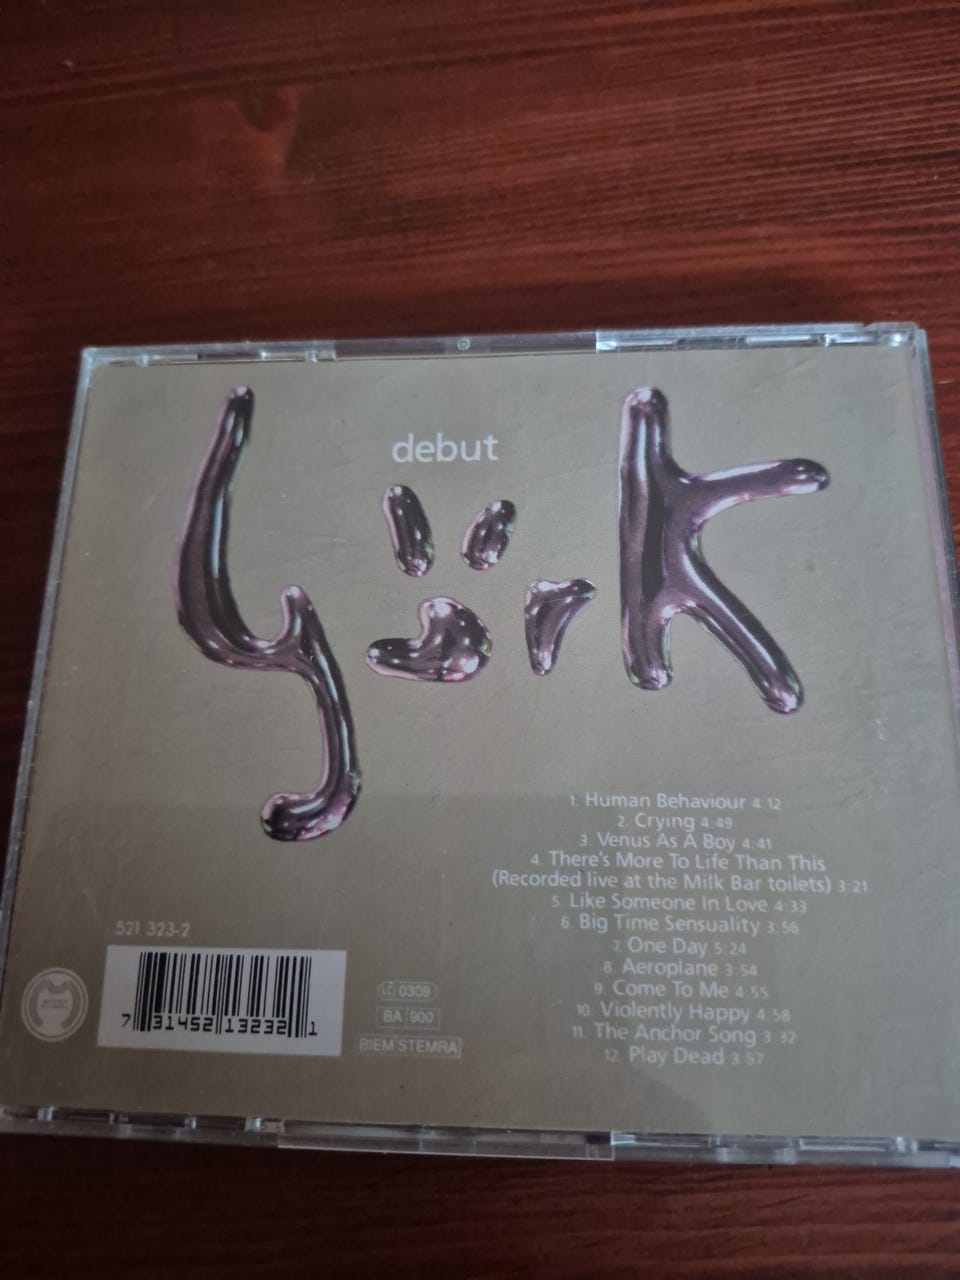 debut
björk
1. Human Behaviour 4:12
2. Crying 4:49
3. Venus As A Boy 4:41
4. There's More To Life Than This
(Recorded live at the Milk Bar toilets) 3:21
5. Like Someone In Love 4:33
6. Big Time Sensuality 3:56
7. One Day 5:24
8. Aeroplane 3:54
9. Come To Me 4:55
10. Violently Happy 4:58
11. The Anchor Song 3:32
12. Play Dead 3:57
521 323-2
7 31452 13232 1
LC 0309
BA 900
BIEM STEMRA